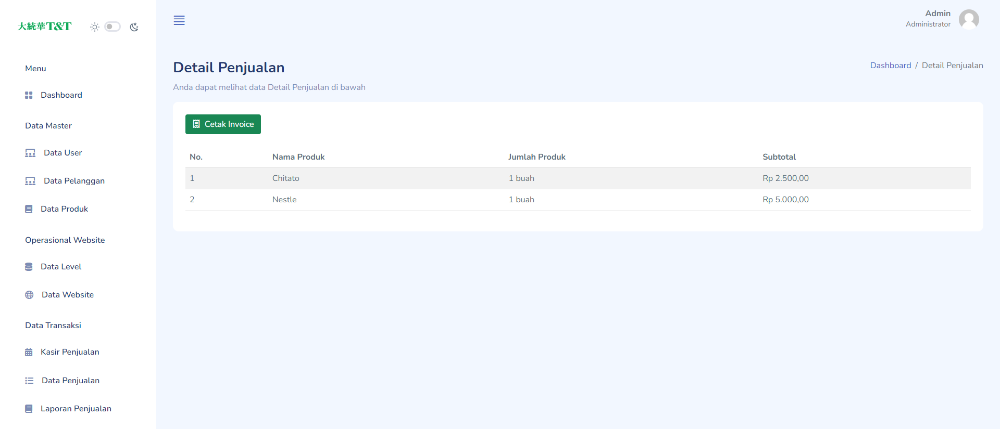 大統華T&T
Menu
Dashboard
Data Master
Data User
Data Pelanggan
Data Produk
Operasional Website
Data Level
Data Website
Data Transaksi
Kasir Penjualan
Data Penjualan
Laporan Penjualan
Admin
Administrator
Detail Penjualan
Dashboard / Detail Penjualan
Anda dapat melihat data Detail Penjualan di bawah
Cetak Invoice
No. Nama Produk Jumlah Produk Subtotal
1 Chitato 1 buah Rp 2.500,00
2 Nestle 1 buah Rp 5.000,00